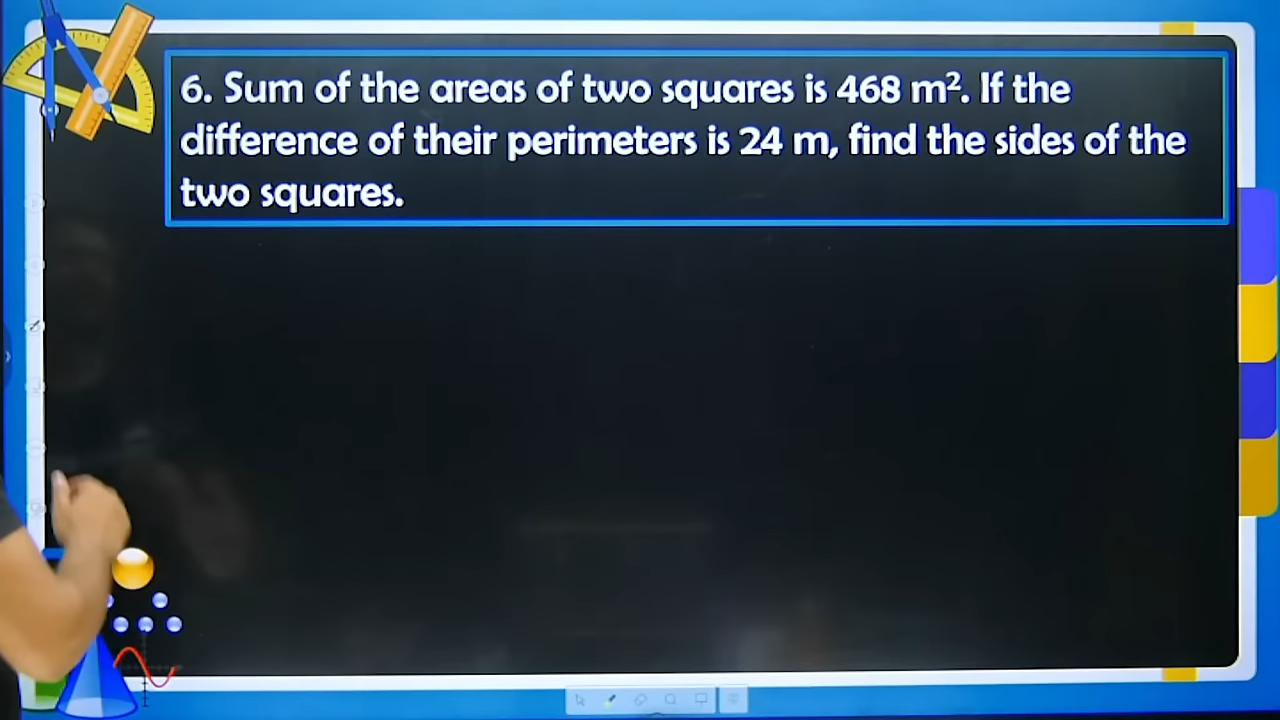 6. Sum of the areas of two squares is 468 m². If the
difference of their perimeters is 24 m, find the sides of the
two squares.